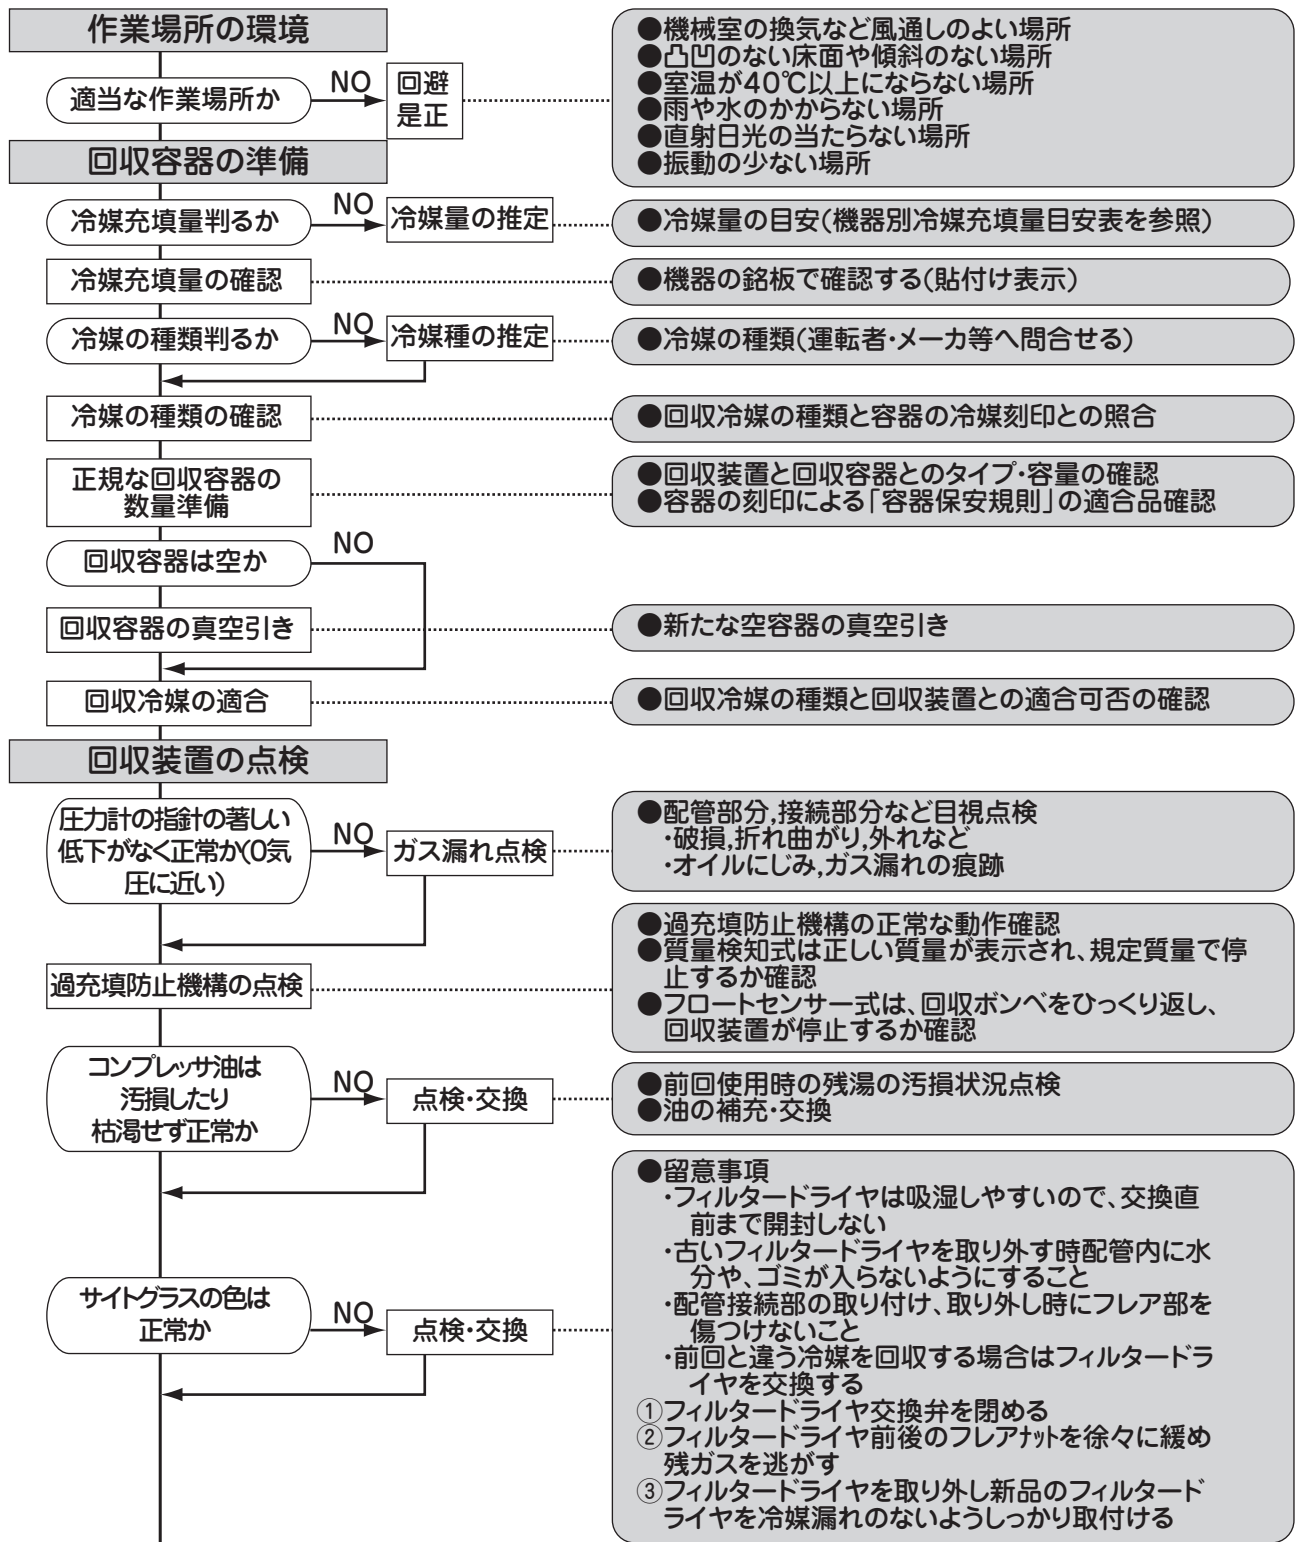 作業場所の環境
適当な作業場所か
NO
回避
是正
●機械室の換気など風通しのよい場所
●凸凹のない床面や傾斜のない場所
●室温が40℃以上にならない場所
●雨や水のかからない場所
●直射日光の当たらない場所
●振動の少ない場所
回収容器の準備
冷媒充填量判るか
NO
冷媒量の推定
●冷媒量の目安(機器別冷媒充填量目安表を参照)
冷媒充填量の確認
●機器の銘板で確認する(貼付け表示)
冷媒の種類判るか
NO
冷媒種の推定
●冷媒の種類(運転者・メーカ等へ問合せる)
冷媒の種類の確認
●回収冷媒の種類と容器の冷媒刻印との照合
正規な回収容器の
数量準備
●回収装置と回収容器とのタイプ・容量の確認
●容器の刻印による「容器保安規則」の適合品確認
回収容器は空か
NO
回収容器の真空引き
●新たな空容器の真空引き
回収冷媒の適合
●回収冷媒の種類と回収装置との適合可否の確認
回収装置の点検
圧力計の指針の著しい
低下がなく正常か(0気
圧に近い)
NO
ガス漏れ点検
●配管部分,接続部分など目視点検
・破損,折れ曲がり,外れなど
・オイルにじみ,ガス漏れの痕跡
過充填防止機構の点検
●過充填防止機構の正常な動作確認
●質量検知式は正しい質量が表示され、規定質量で停
止するか確認
●フロートセンサー式は、回収ボンベをひっくり返し、
回収装置が停止するか確認
コンプレッサ油は
汚損したり
枯渇せず正常か
NO
点検・交換
●前回使用時の残湯の汚損状況点検
●油の補充・交換
サイトグラスの色は
正常か
NO
点検・交換
●留意事項
・フィルタードライヤは吸湿しやすいので、交換直
前まで開封しない
・古いフィルタードライヤを取り外す時配管内に水
分や、ゴミが入らないようにすること
・配管接続部の取り付け、取り外し時にフレア部を
傷つけないこと
・前回と違う冷媒を回収する場合はフィルタードラ
イヤを交換する
①フィルタードライヤ交換弁を閉める
②フィルタードライヤ前後のフレアナットを徐々に緩め
残ガスを逃がす
③フィルタードライヤを取り外し新品のフィルタード
ライヤを冷媒漏れのないようしっかり取付ける